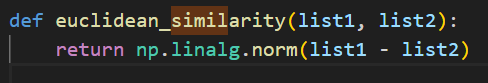 def euclidean_similarity(list1, list2):
    return np.linalg.norm(list1 - list2)